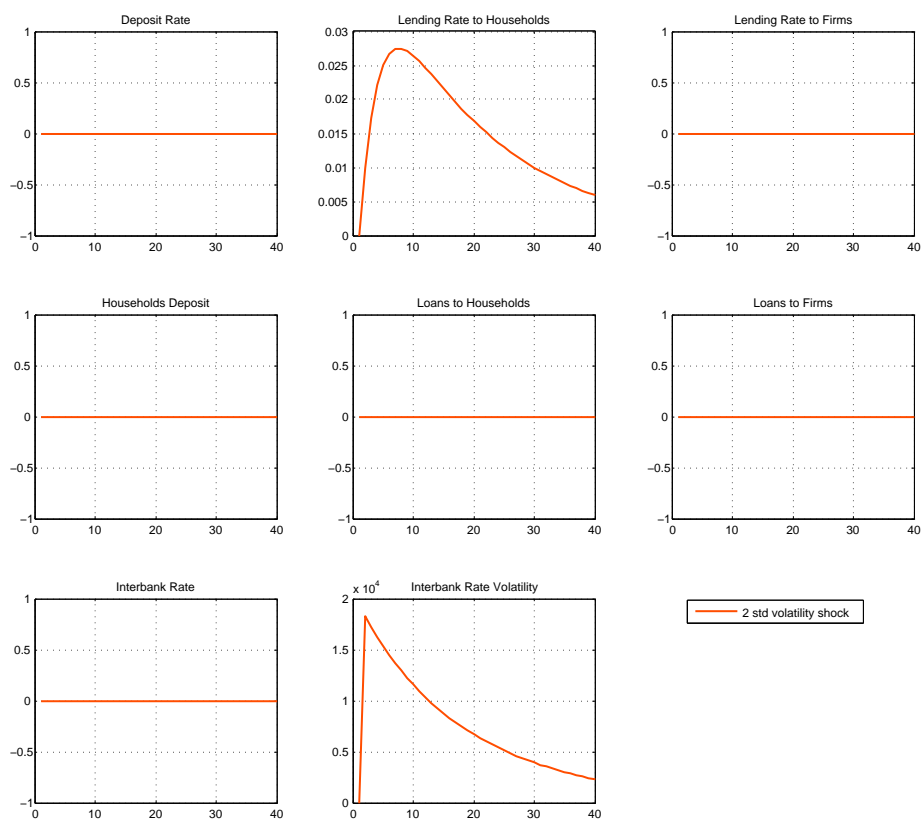 Deposit Rate
1
0.5
0
−0.5
−1
0 10 20 30 40
Lending Rate to Households
0.03
0.025
0.02
0.015
0.01
0.005
0
0 10 20 30 40
Lending Rate to Firms
1
0.5
0
−0.5
−1
0 10 20 30 40
Households Deposit
1
0.5
0
−0.5
−1
0 10 20 30 40
Loans to Households
1
0.5
0
−0.5
−1
0 10 20 30 40
Loans to Firms
1
0.5
0
−0.5
−1
0 10 20 30 40
Interbank Rate
1
0.5
0
−0.5
−1
0 10 20 30 40
Interbank Rate Volatility
x 10⁴
2
1.5
1
0.5
0
0 10 20 30 40
2 std volatility shock